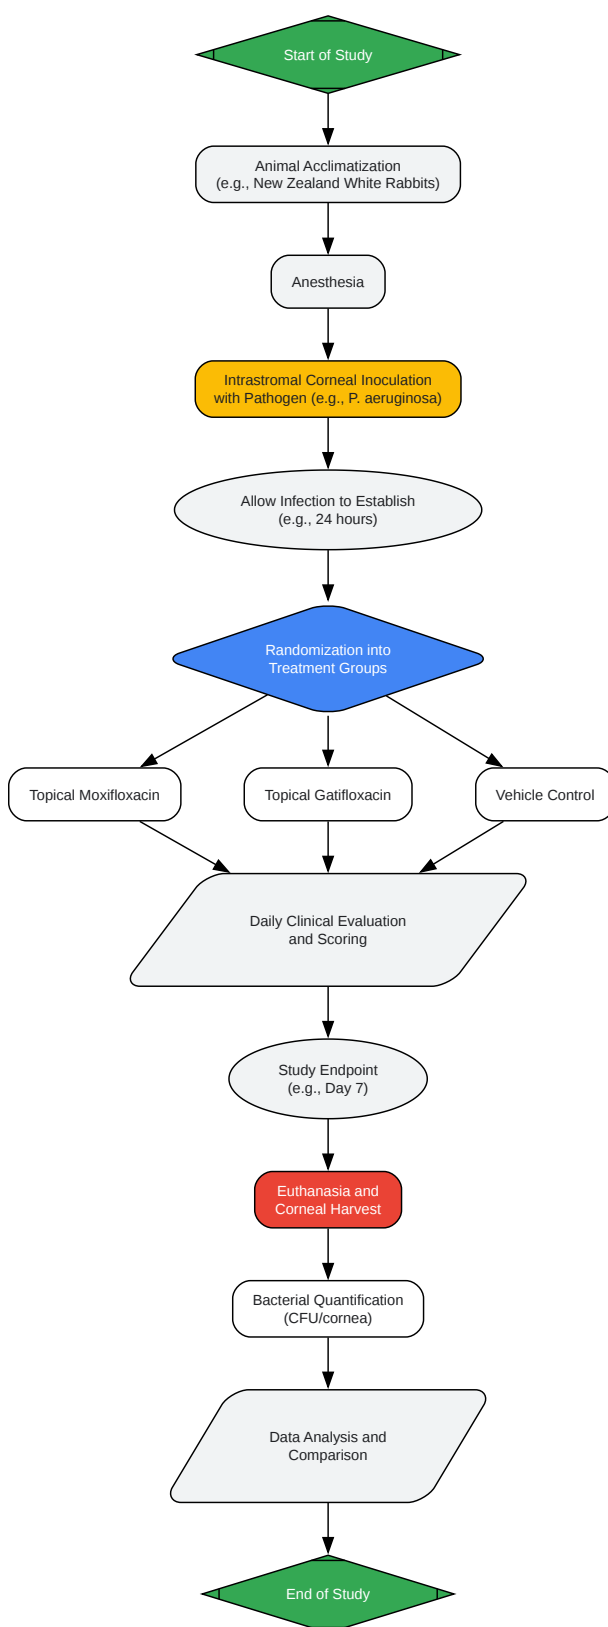 Start of Study
Animal Acclimatization
(e.g., New Zealand White Rabbits)
Anesthesia
Intrastromal Corneal Inoculation
with Pathogen (e.g., P. aeruginosa)
Allow Infection to Establish
(e.g., 24 hours)
Randomization into
Treatment Groups
Topical Moxifloxacin
Topical Gatifloxacin
Vehicle Control
Daily Clinical Evaluation
and Scoring
Study Endpoint
(e.g., Day 7)
Euthanasia and
Corneal Harvest
Bacterial Quantification
(CFU/cornea)
Data Analysis and
Comparison
End of Study